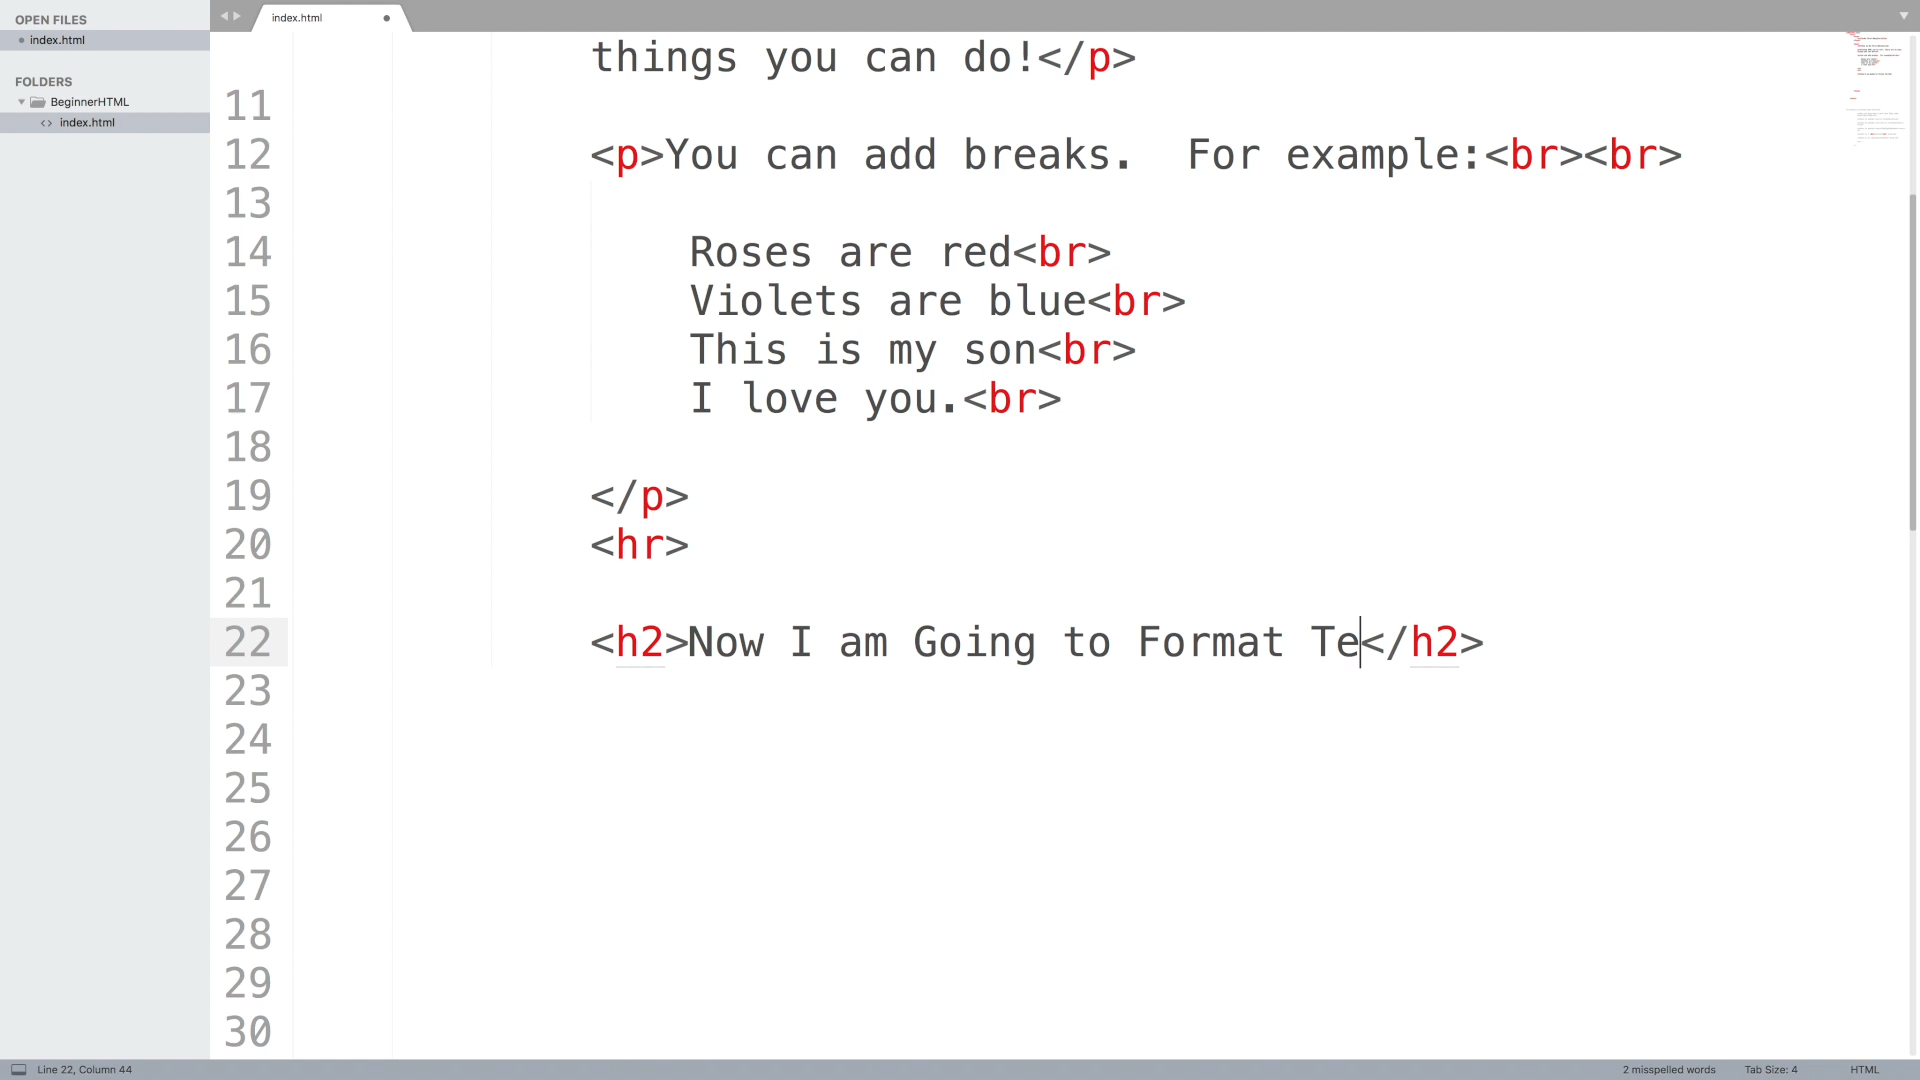 OPEN FILES
index.html
FOLDERS
BeginnerHTML
<> index.html
index.html
things you can do!</p>
11
12 <p>You can add breaks.  For example:<br><br>
13
14 Roses are red<br>
15 Violets are blue<br>
16 This is my son<br>
17 I love you.<br>
18
19 </p>
20 <hr>
21
22 <h2>Now I am Going to Format Te</h2>
23
24
25
26
27
28
29
30
Line 22, Column 44
2 misspelled words
Tab Size: 4
HTML